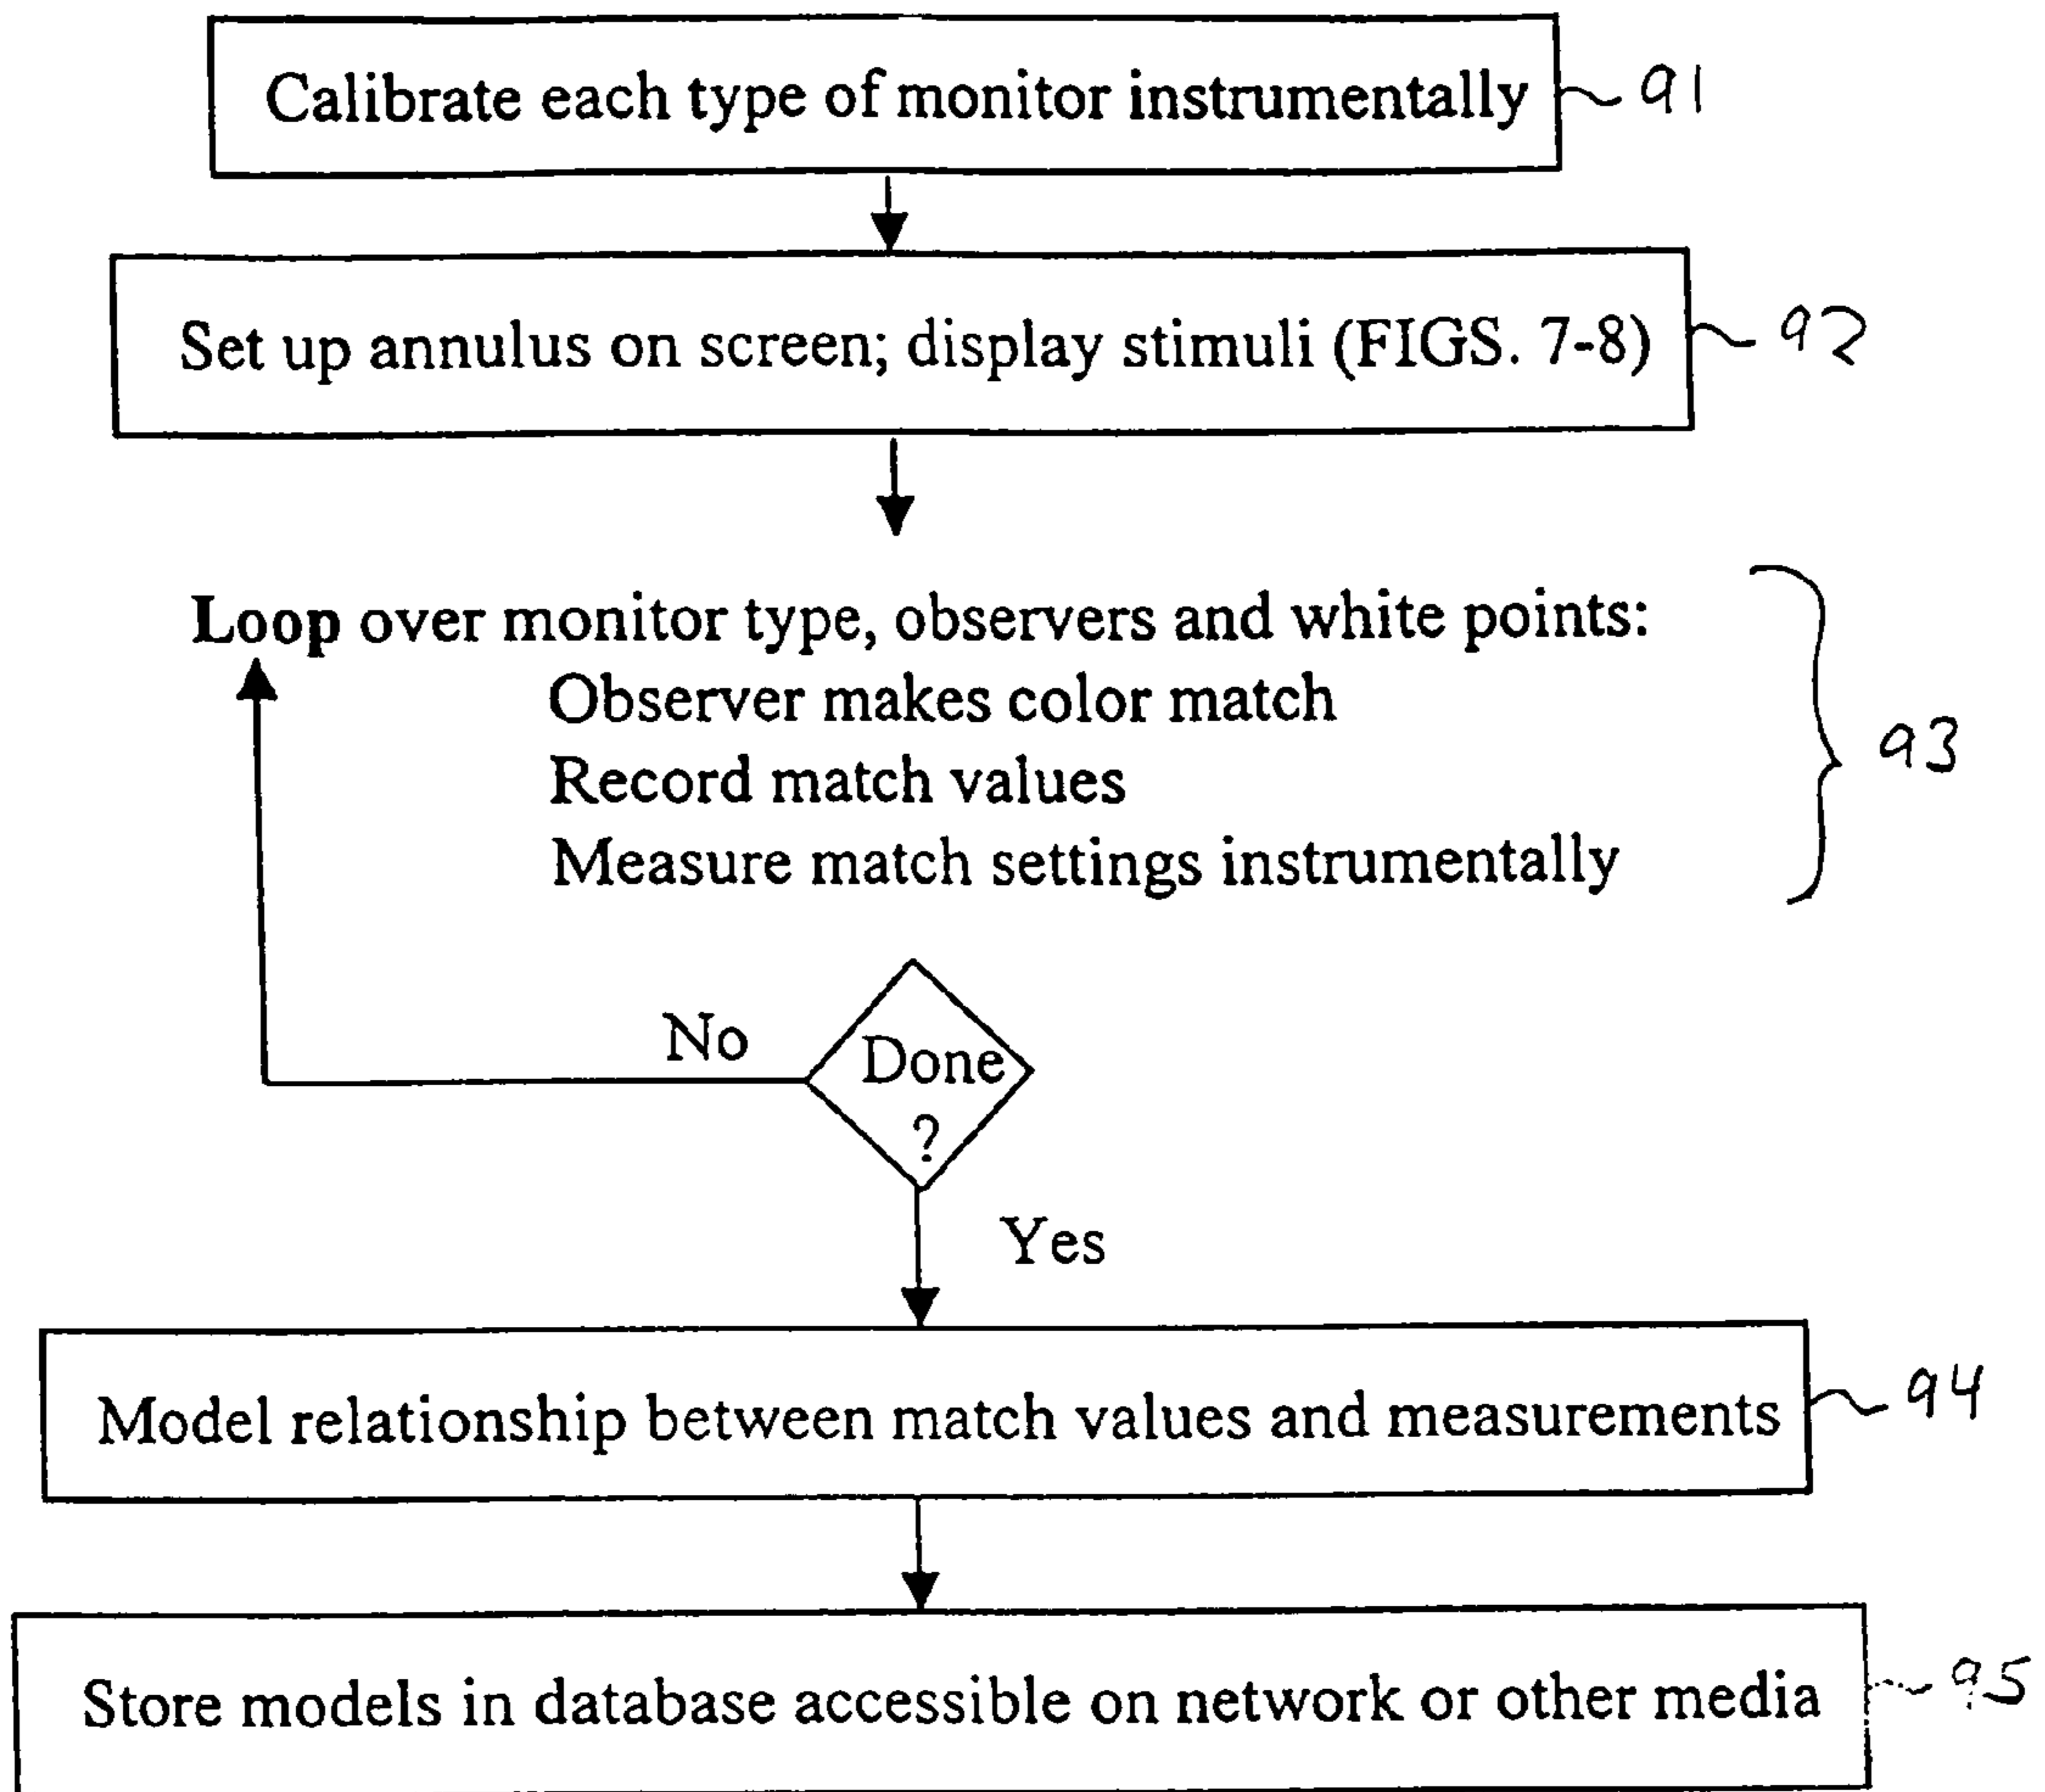 Calibrate each type of monitor instrumentally
91
Set up annulus on screen; display stimuli (FIGS. 7-8)
92
Loop over monitor type, observers and white points:
Observer makes color match
Record match values
Measure match settings instrumentally
93
No
Done
?
Yes
Model relationship between match values and measurements
94
Store models in database accessible on network or other media
95